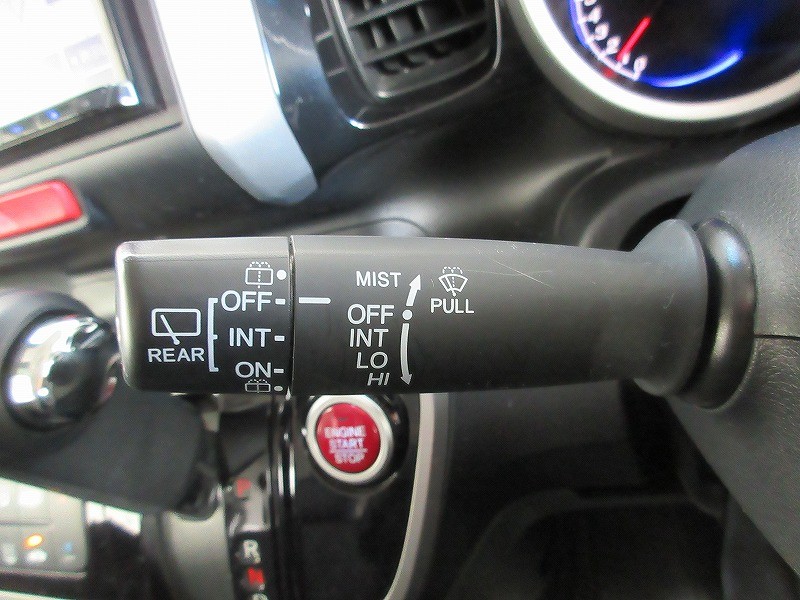 MIST
OFF
INT
LO
HI
PULL
REAR
OFF
INT
ON
ENGINE
START
STOP
P
R
N